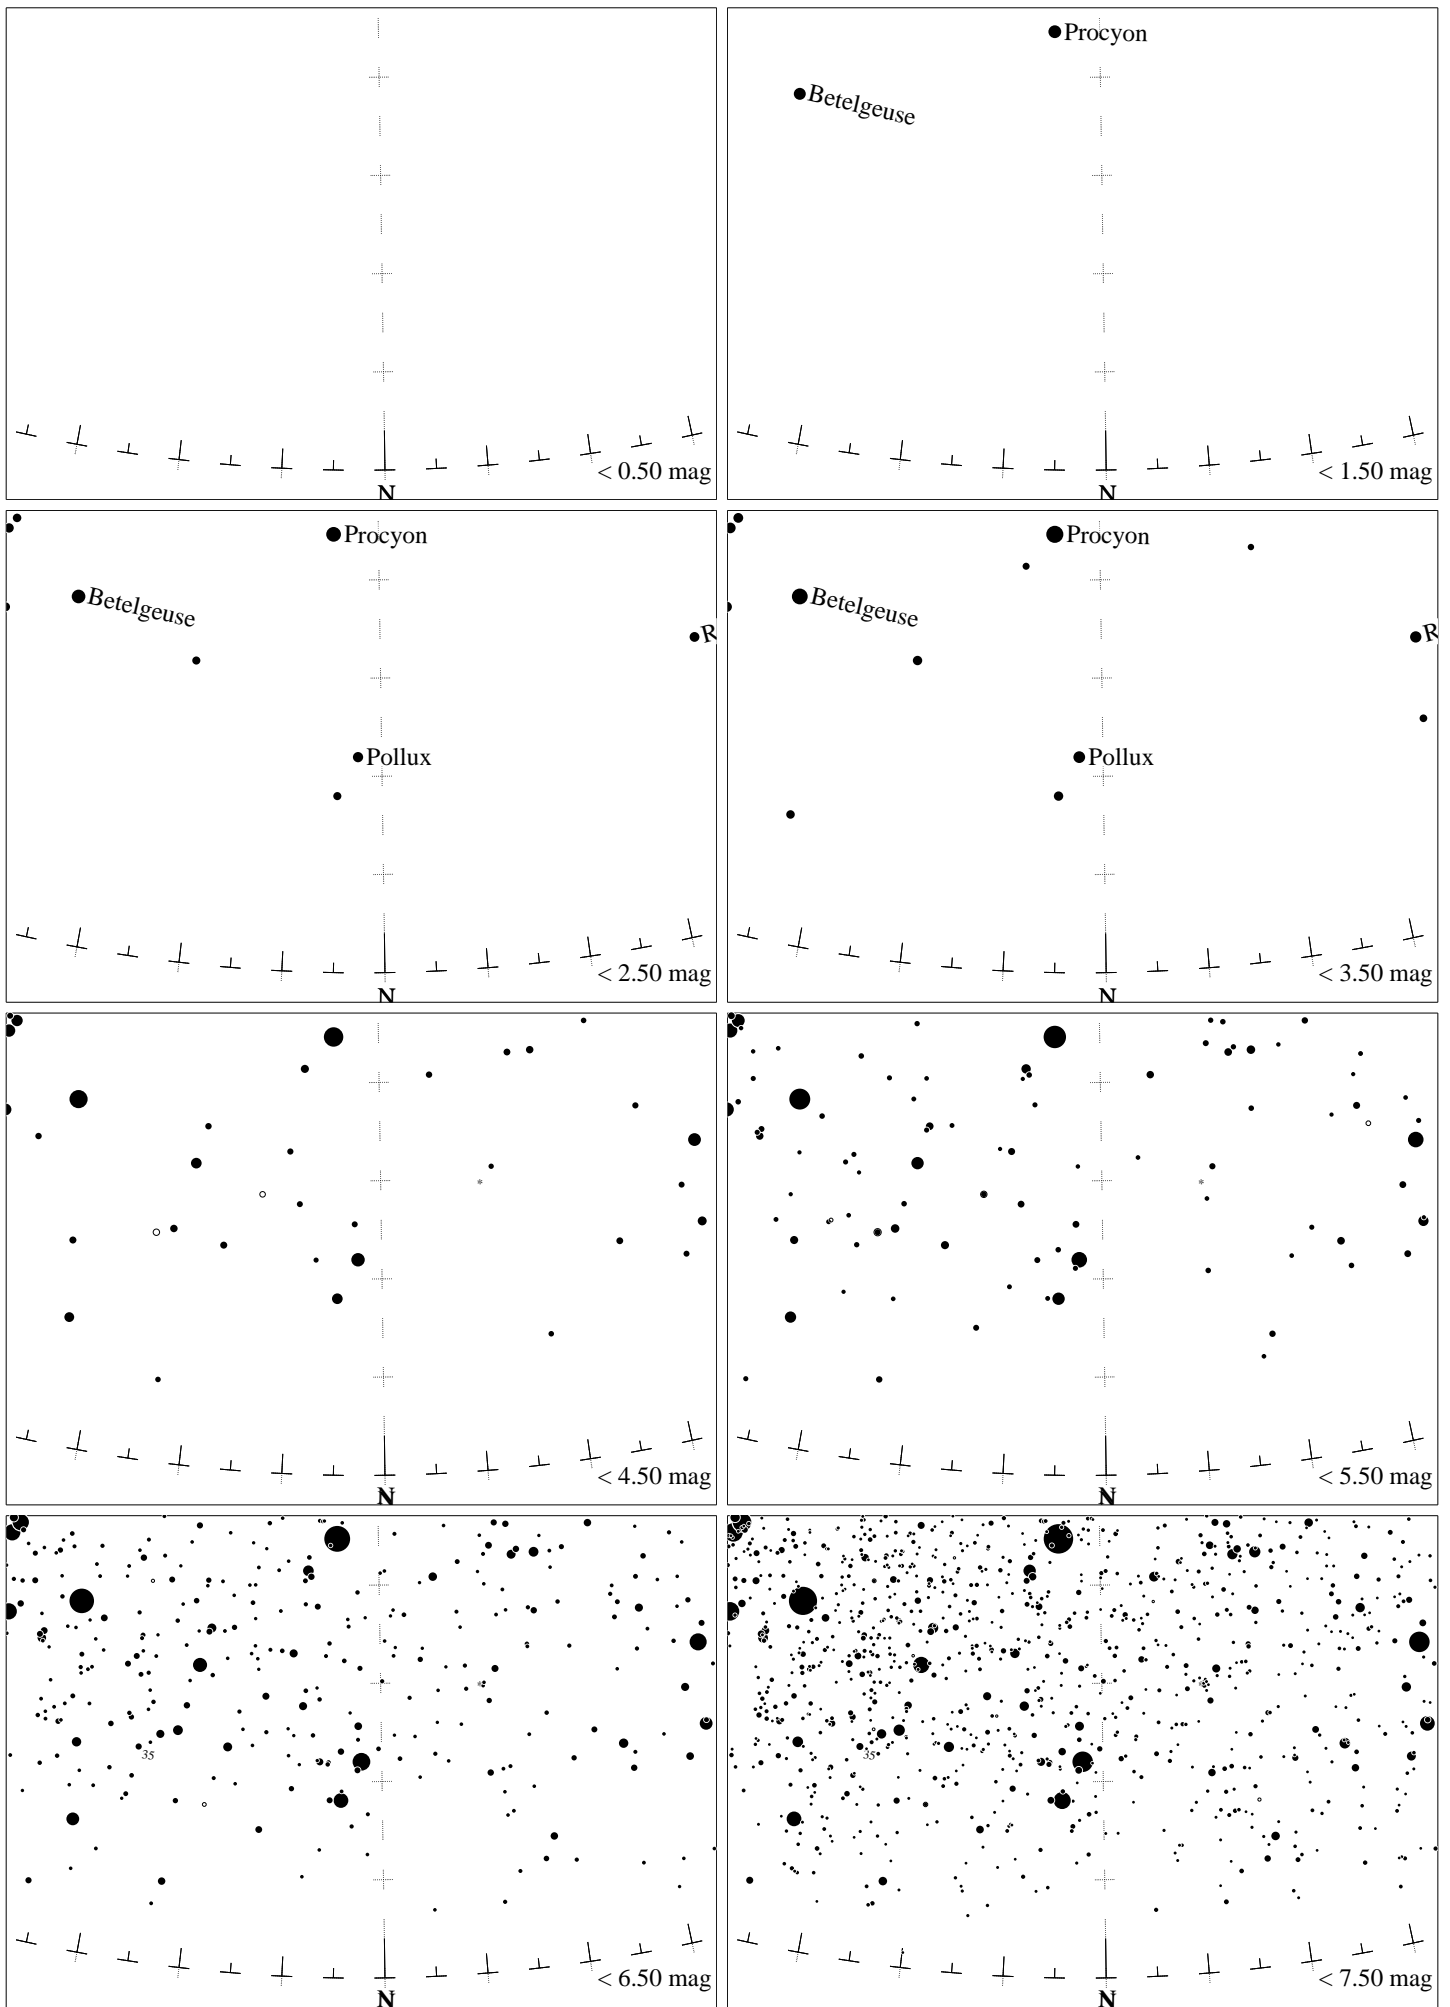 N
< 0.50 mag
Procyon
Betelgeuse
N
< 1.50 mag
Procyon
Betelgeuse
R
Pollux
N
< 2.50 mag
Procyon
Betelgeuse
R
Pollux
N
< 3.50 mag
N
< 4.50 mag
N
< 5.50 mag
35
N
< 6.50 mag
35
N
< 7.50 mag